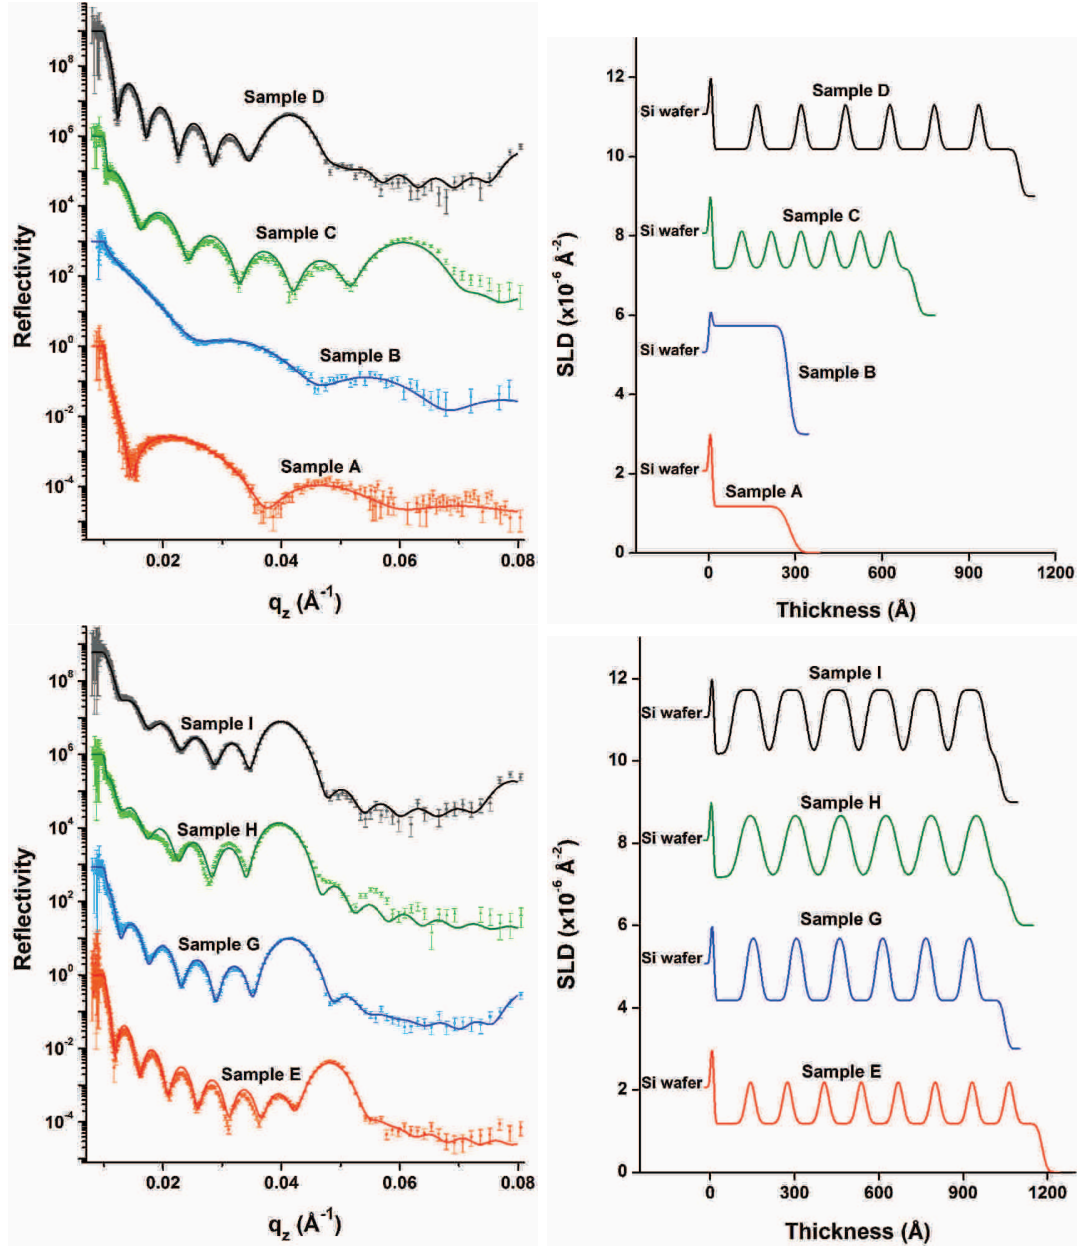 Reflectivity
10^8
10^6
10^4
10^2
10^0
10^-2
10^-4
Sample D
Sample C
Sample B
Sample A
0.02 0.04 0.06 0.08
q_z (Å^-1)
SLD (x10^-6 Å^-2)
12
10
8
6
4
2
0
Si wafer
Sample D
Si wafer
Sample C
Si wafer
Sample B
Si wafer
Sample A
0 300 600 900 1200
Thickness (Å)
Reflectivity
10^8
10^6
10^4
10^2
10^0
10^-2
10^-4
Sample I
Sample H
Sample G
Sample E
0.02 0.04 0.06 0.08
q_z (Å^-1)
SLD (x10^-6 Å^-2)
12
10
8
6
4
2
0
Sample I
Si wafer
Sample H
Si wafer
Sample G
Si wafer
Sample E
Si wafer
0 300 600 900 1200
Thickness (Å)